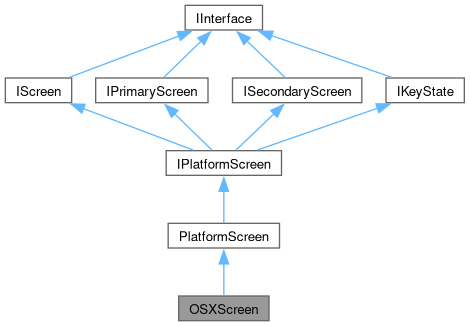 IInterface
IScreen
IPrimaryScreen
ISecondaryScreen
IKeyState
IPlatformScreen
PlatformScreen
OSXScreen